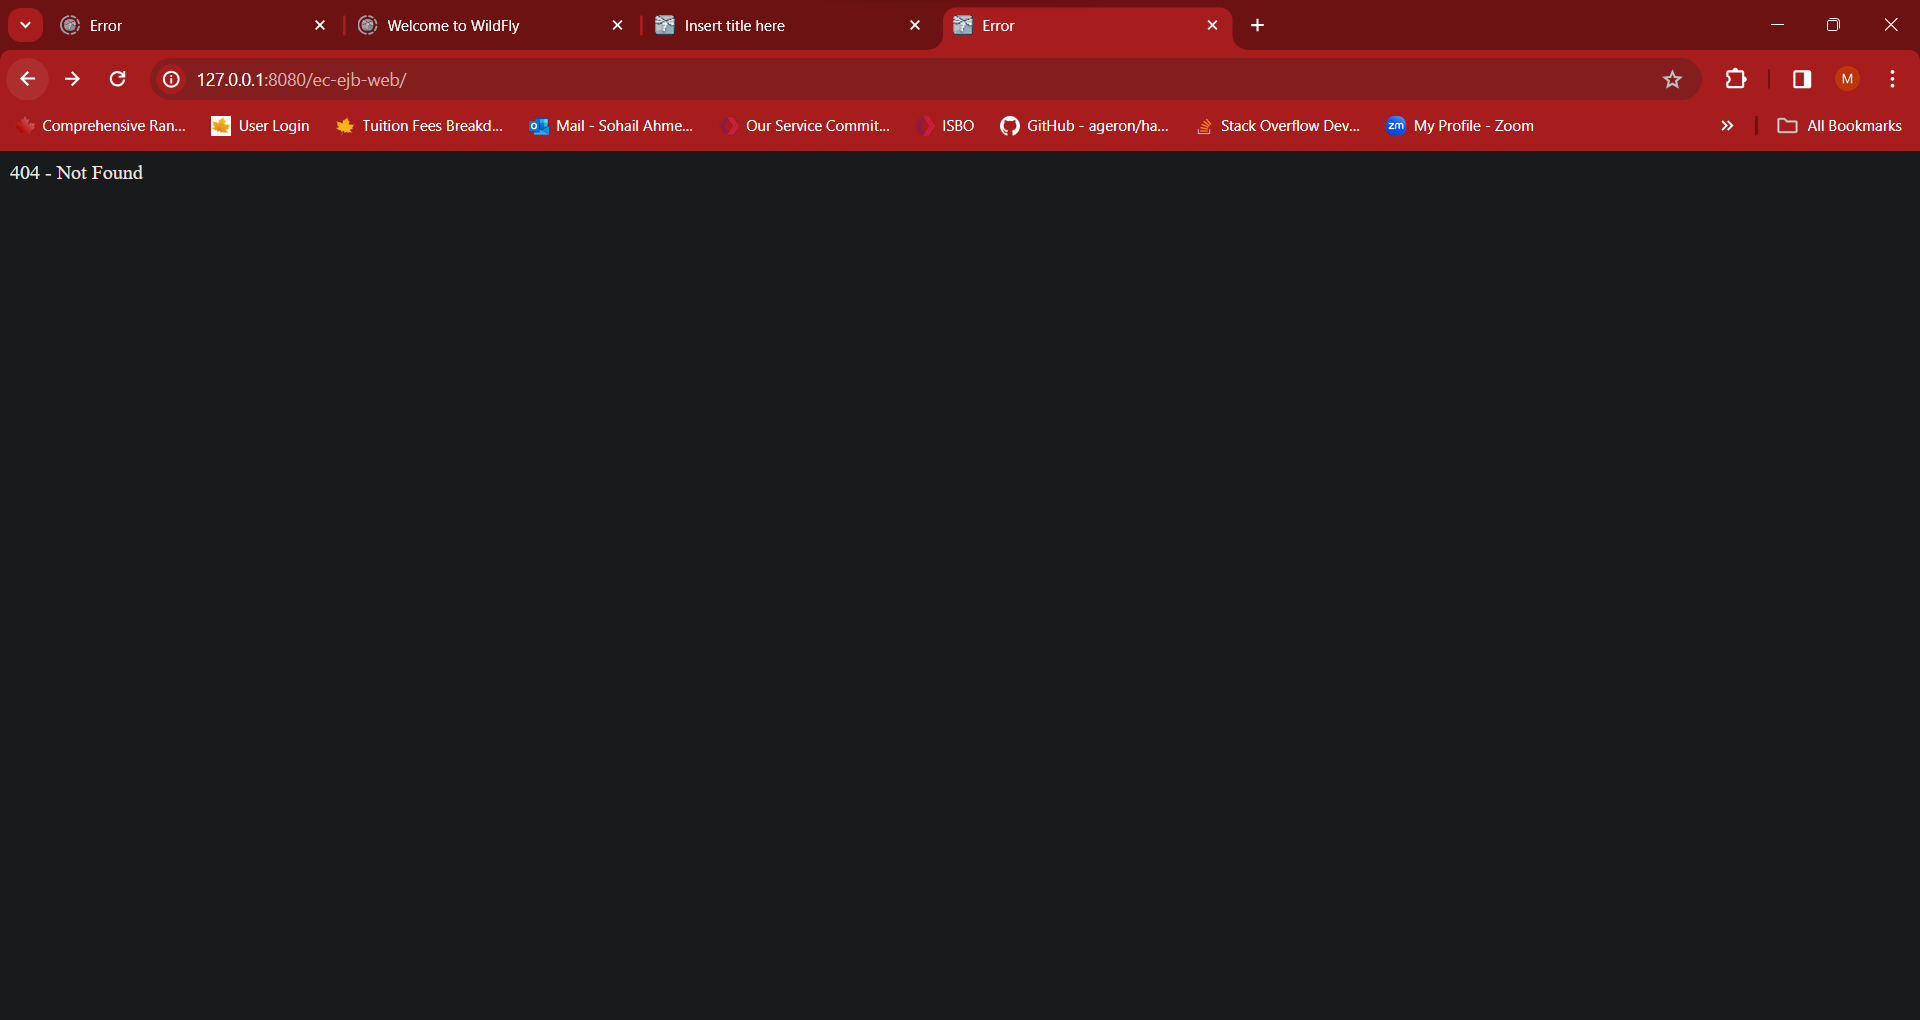 Error
Welcome to WildFly
Insert title here
Error
127.0.0.1:8080/ec-ejb-web/
M
Comprehensive Ran...
User Login
Tuition Fees Breakd...
Mail - Sohail Ahme...
Our Service Commit...
ISBO
GitHub - ageron/ha...
Stack Overflow Dev...
zm My Profile - Zoom
All Bookmarks
404 - Not Found